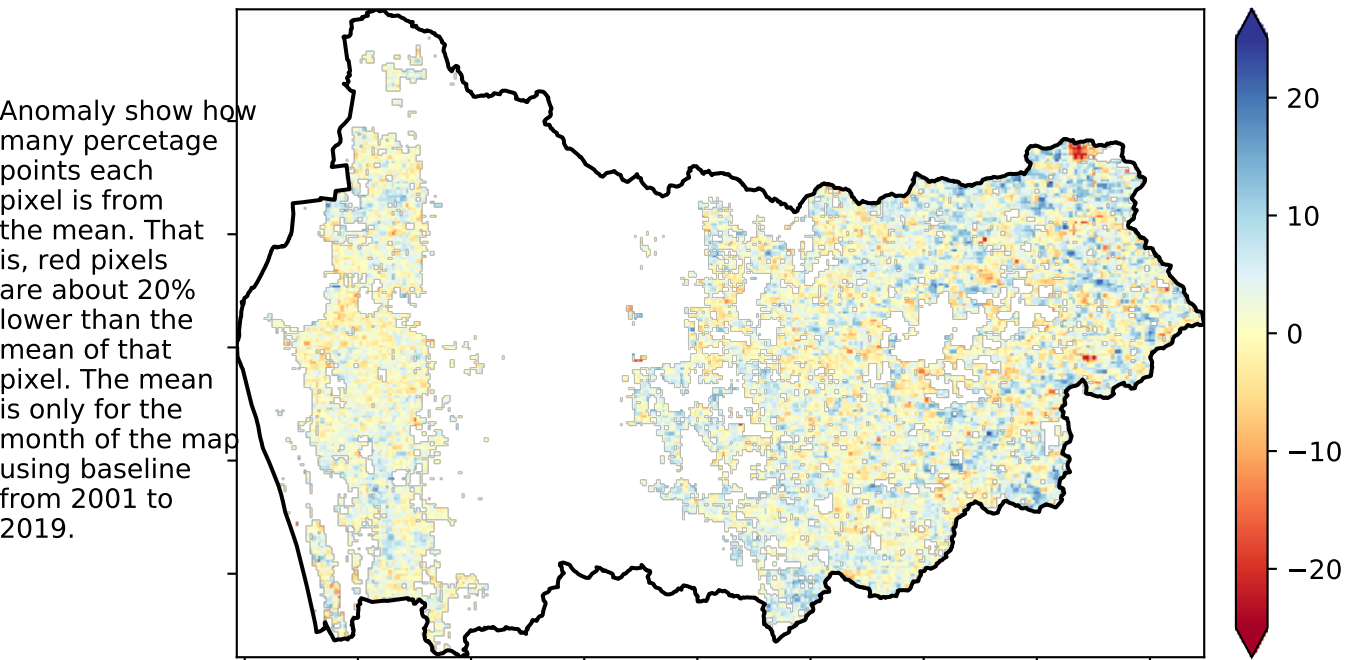 Anomaly show how
many percetage
points each
pixel is from
the mean. That
is, red pixels
are about 20%
lower than the
mean of that
pixel. The mean
is only for the
month of the map
using baseline
from 2001 to
2019.
20
10
0
−10
−20